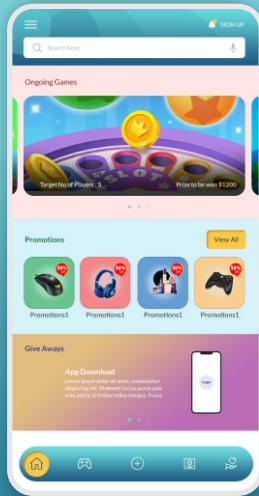 SIGN UP
Search here
Ongoing Games
SLOT
Target No of Players : 5 Prize to be won $1200
Promotions View All
50% 50% 50% 50%
Promotions1 Promotions1 Promotions1 Promotions1
Give Aways
App Download
Lorem ipsum dolor sit amet, consectetur
adipiscing elit. Praesent luctus purus quis
ante porta, id finibus tellus tempus. Fusce
Logo